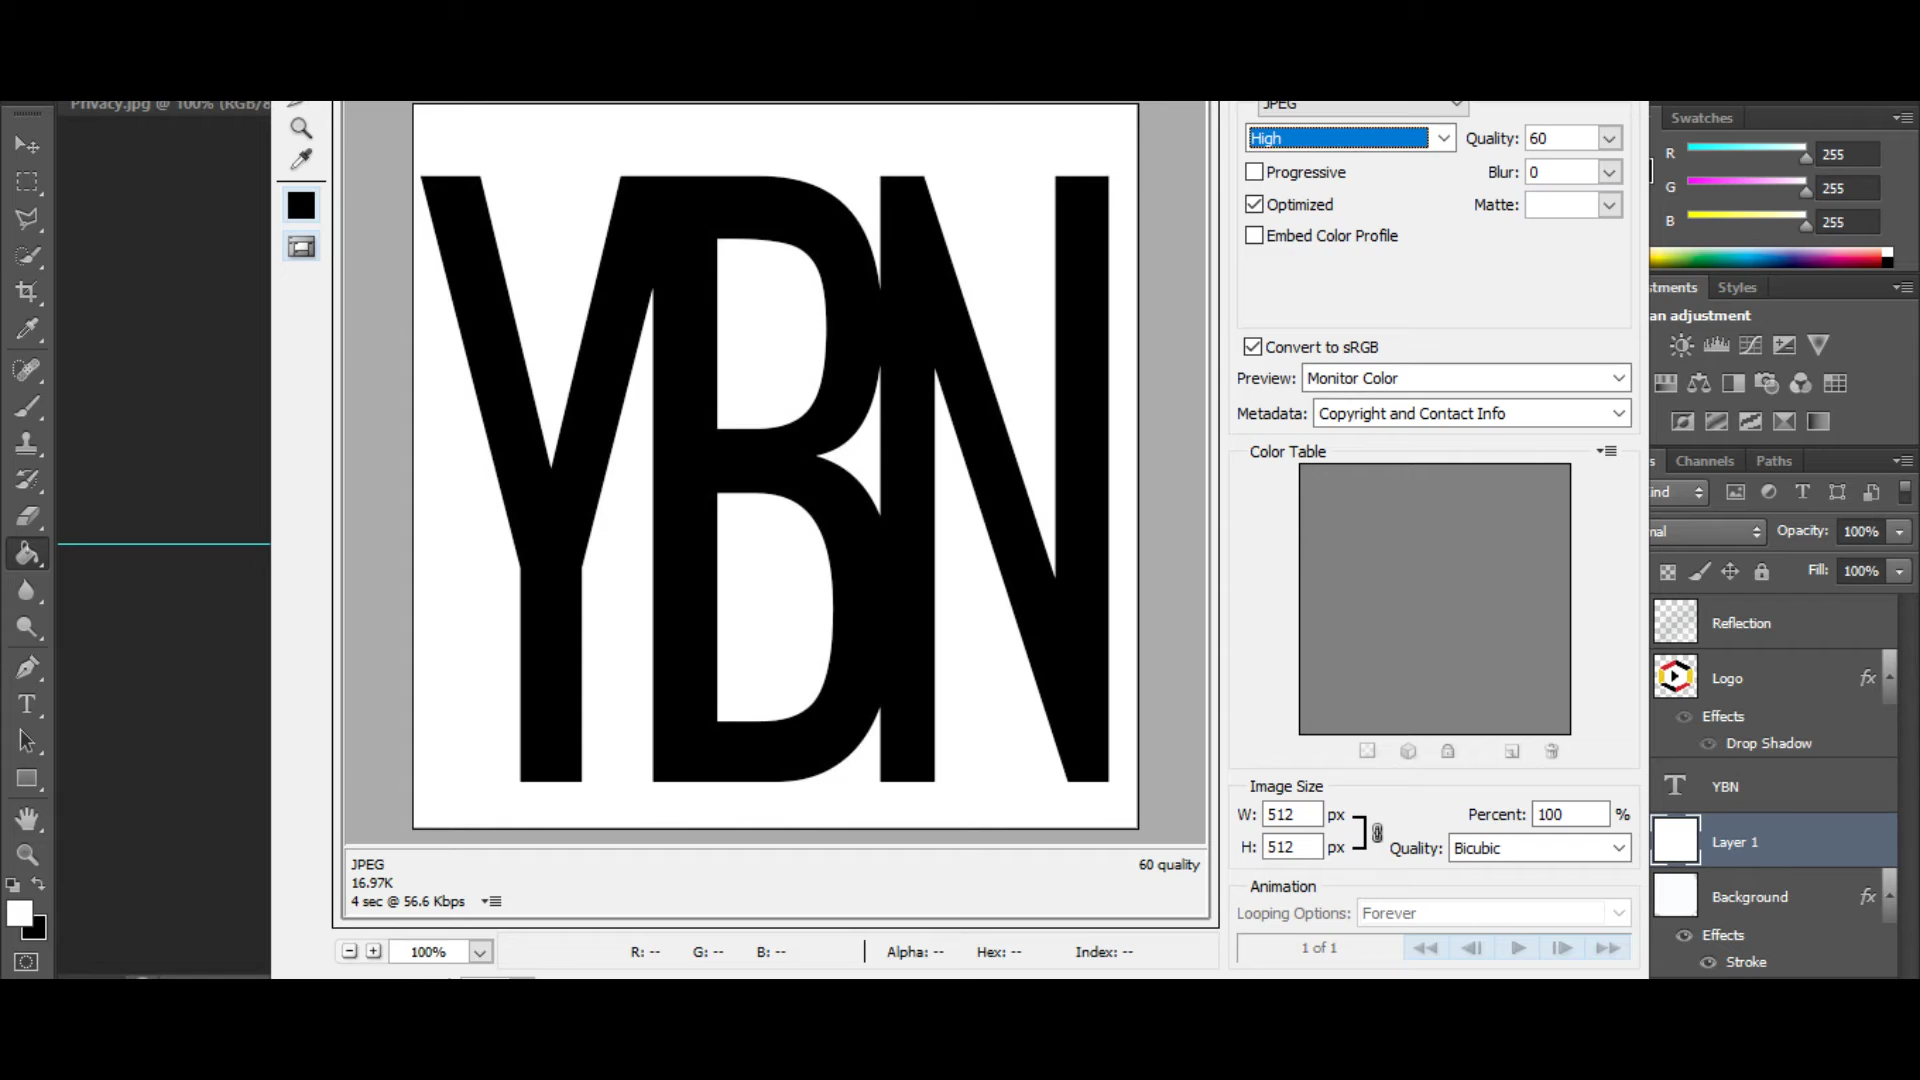 Privacy.jpg @ 100% (RGB/8
JPEG
High
Quality: 60
Progressive
Blur: 0
Optimized
Matte:
Embed Color Profile
Convert to sRGB
Preview: Monitor Color
Metadata: Copyright and Contact Info
Color Table
Image Size
W: 512 px
Percent: 100 %
H: 512 px
Quality: Bicubic
Animation
Looping Options: Forever
1 of 1
YBN
JPEG
60 quality
16.97K
4 sec @ 56.6 Kbps
100%
R: --
G: --
B: --
Alpha: --
Hex: --
Index: --
Swatches
R 255
G 255
B 255
stments Styles
an adjustment
s Channels Paths
ind
nal
Opacity: 100%
Fill: 100%
Reflection
Logo fx
Effects
Drop Shadow
T YBN
Layer 1
Background fx
Effects
Stroke